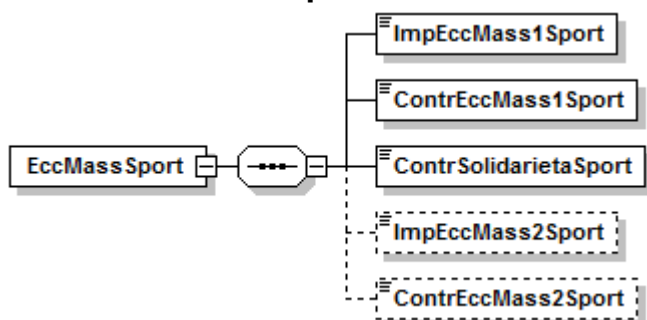 ImpEccMass1Sport
ContrEccMass1Sport
EccMassSport
ContrSolidarietaSport
ImpEccMass2Sport
ContrEccMass2Sport